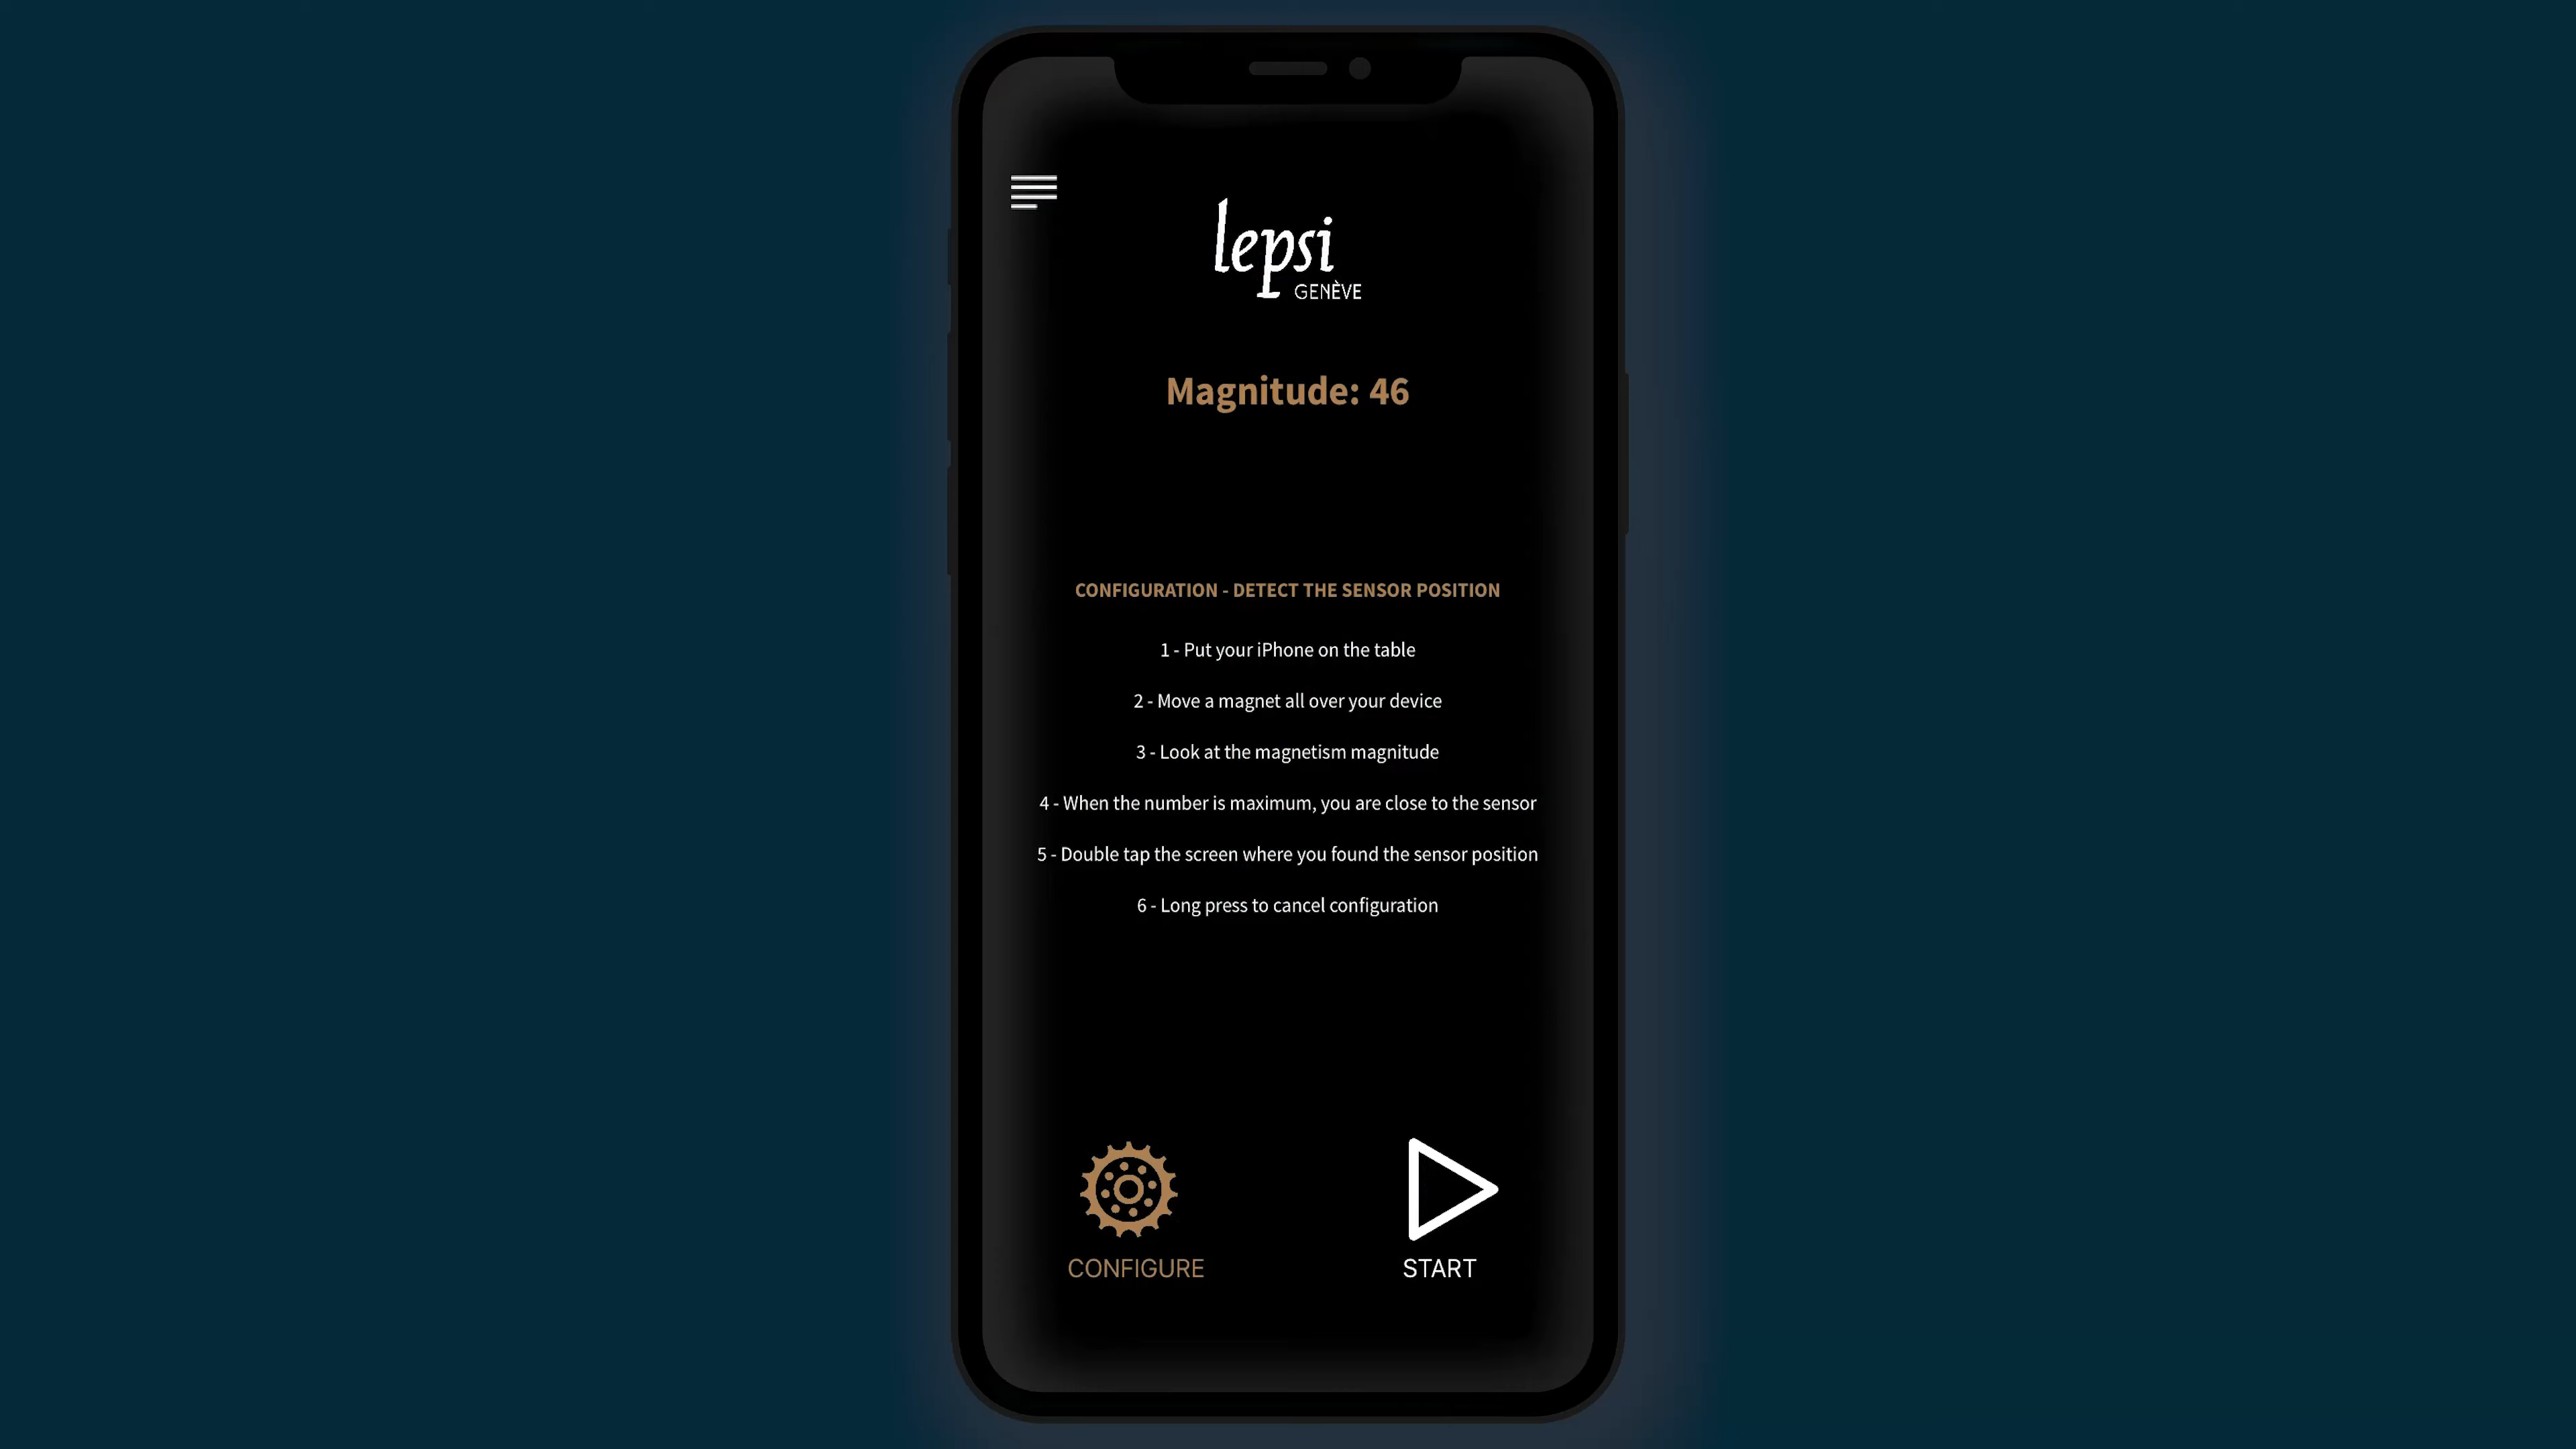 lepsi
GENÈVE
Magnitude: 46
CONFIGURATION - DETECT THE SENSOR POSITION
1 - Put your iPhone on the table
2 - Move a magnet all over your device
3 - Look at the magnetism magnitude
4 - When the number is maximum, you are close to the sensor
5 - Double tap the screen where you found the sensor position
6 - Long press to cancel configuration
CONFIGURE
START